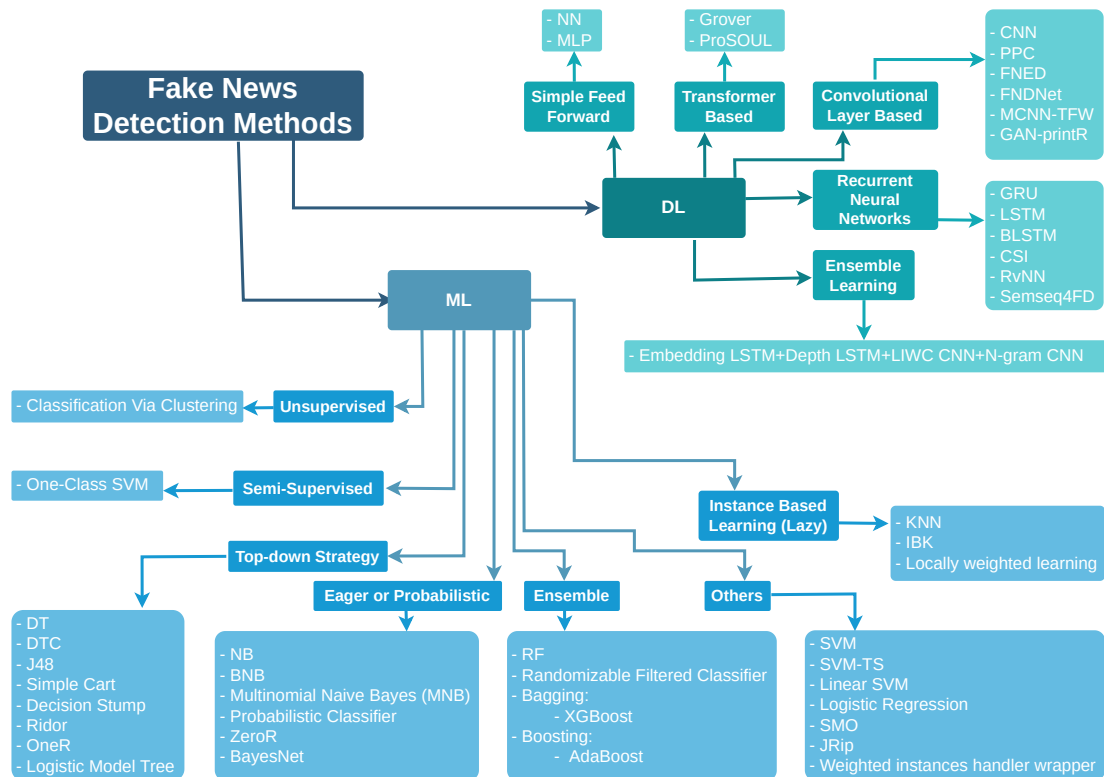 Fake News
Detection Methods
- NN
- MLP
- Grover
- ProSOUL
- CNN
- PPC
- FNED
- FNDNet
- MCNN-TFW
- GAN-printR
Simple Feed
Forward
Transformer
Based
Convolutional
Layer Based
DL
Recurrent
Neural
Networks
- GRU
- LSTM
- BLSTM
- CSI
- RvNN
- Semseq4FD
Ensemble
Learning
- Embedding LSTM+Depth LSTM+LIWC CNN+N-gram CNN
ML
- Classification Via Clustering
Unsupervised
- One-Class SVM
Semi-Supervised
Instance Based
Learning (Lazy)
- KNN
- IBK
- Locally weighted learning
Top-down Strategy
Eager or Probabilistic
Ensemble
Others
- DT
- DTC
- J48
- Simple Cart
- Decision Stump
- Ridor
- OneR
- Logistic Model Tree
- NB
- BNB
- Multinomial Naive Bayes (MNB)
- Probabilistic Classifier
- ZeroR
- BayesNet
- RF
- Randomizable Filtered Classifier
- Bagging:
- XGBoost
- Boosting:
- AdaBoost
- SVM
- SVM-TS
- Linear SVM
- Logistic Regression
- SMO
- JRip
- Weighted instances handler wrapper